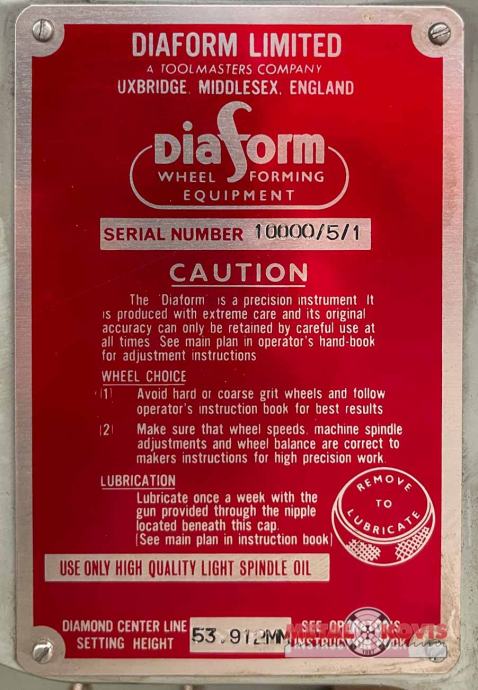 DIAFORM LIMITED
A TOOLMASTERS COMPANY
UXBRIDGE, MIDDLESEX, ENGLAND
Diaform
WHEEL FORMING
EQUIPMENT
SERIAL NUMBER 10000/5/1
CAUTION
The "Diaform" is a precision instrument It
is produced with extreme care and its original
accuracy can only be retained by careful use at
all times See main plan in operator's hand-book
for adjustment instructions
WHEEL CHOICE
(1) Avoid hard or coarse grit wheels and follow
operator's instruction book for best results
(2) Make sure that wheel speeds, machine spindle
adjustments and wheel balance are correct to
makers instructions for high precision work
LUBRICATION
Lubricate once a week with the
gun provided through the nipple
located beneath this cap.
(See main plan in instruction book)
REMOVE
TO
LUBRICATE
USE ONLY HIGH QUALITY LIGHT SPINDLE OIL
DIAMOND CENTER LINE
SETTING HEIGHT
53.912MM
SEE
METAL NOVIS